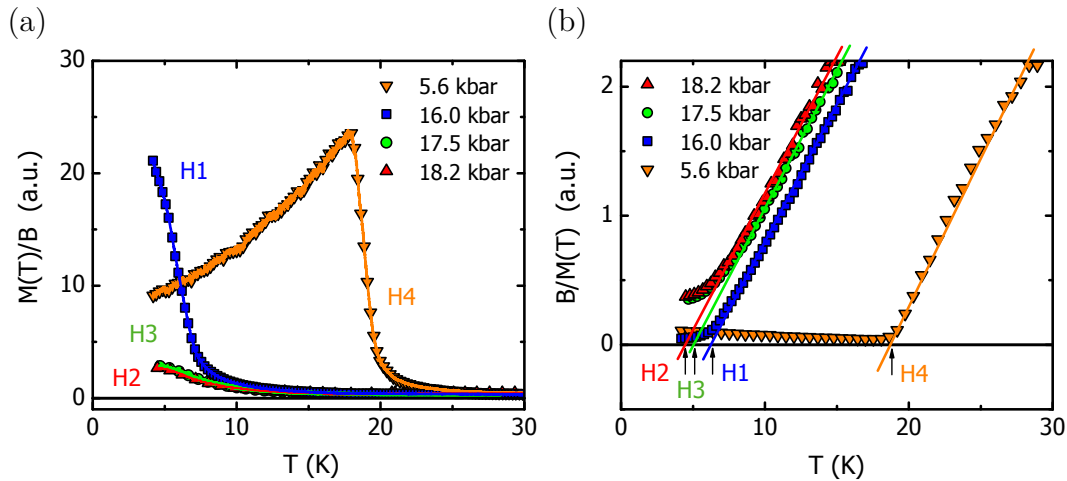 (a)
30
20
10
0
M(T)/B (a.u.)
5.6 kbar
16.0 kbar
17.5 kbar
18.2 kbar
H1
H3
H2
H4
0
10
20
30
T (K)
(b)
2
1
0
B/M(T) (a.u.)
18.2 kbar
17.5 kbar
16.0 kbar
5.6 kbar
H2
H3
H1
H4
0
10
20
30
T (K)